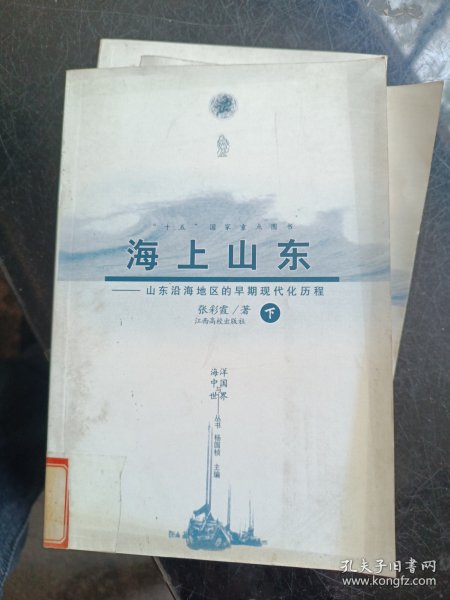 “十五”国家重点图书
海上山东
——山东沿海地区的早期现代化历程
张彩霞/著
下
江西高校出版社
海洋
与
中国
世界
——丛书 杨国桢 主编
孔夫子旧书网
www.kongfz.com